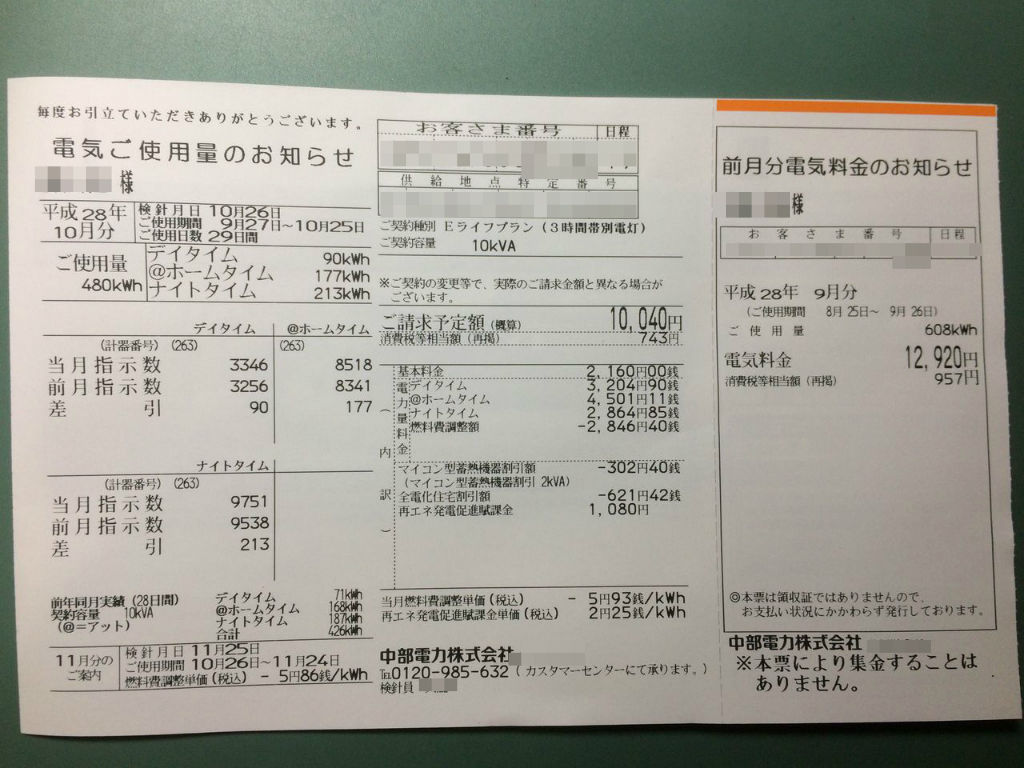 毎度お引立ていただきありがとうございます。
電気ご使用量のお知らせ
様
平成28年
10月分
検針月日 10月26日
ご使用期間 9月27日～10月25日
ご使用日数 29日間
ご使用量
480kWh
デイタイム 90kWh
@ホームタイム 177kWh
ナイトタイム 213kWh
デイタイム @ホームタイム
(計器番号) (263) (263)
当月指示数 3346 8518
前月指示数 3256 8341
差引 90 177
ナイトタイム
(計器番号) (263)
当月指示数 9751
前月指示数 9538
差引 213
前年同月実績 (28日間)
契約容量 10kVA
(@=アット)
デイタイム 71kWh
@ホームタイム 168kWh
ナイトタイム 187kWh
合計 426kWh
11月分の
ご案内
検針月日 11月25日
ご使用期間 10月26日～11月24日
燃料費調整単価(税込) - 5円86銭/kWh
お客さま番号 日程
供給地点特定番号
ご契約種別 Eライフプラン (3時間帯別電灯)
ご契約容量 10kVA
※ご契約の変更等で、実際のご請求金額と異なる場合が
ございます。
ご請求予定額 (概算) 10,040円
消費税等相当額(再掲) 743円
(内訳)
基本料金 2,160円00銭
電力量料金
デイタイム 3,204円90銭
@ホームタイム 4,501円11銭
ナイトタイム 2,864円85銭
燃料費調整額 -2,846円40銭
マイコン型蓄熱機器割引額 -302円40銭
(マイコン型蓄熱機器割引 2kVA)
全電化住宅割引額 -621円42銭
再エネ発電促進賦課金 1,080円
当月燃料費調整単価(税込) - 5円93銭/kWh
再エネ発電促進賦課金単価(税込) 2円25銭/kWh
中部電力株式会社
℡0120-985-632 (カスタマーセンターにて承ります。)
検針員
前月分電気料金のお知らせ
様
お客さま番号 日程
平成28年 9月分
(ご使用期間 8月25日～ 9月26日)
ご使用量 608kWh
電気料金 12,920円
消費税等相当額(再掲) 957円
◎本票は領収証ではありませんので、
お支払い状況にかかわらず発行しております。
中部電力株式会社
※本票により集金することは
ありません。